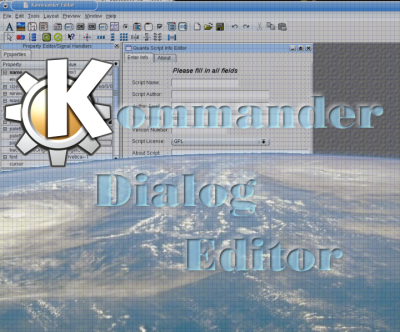 Kommander Editor
File Edit Tools Layout Preview Window Help
Property Editor/Signal Handlers
Quanta Script Info Editor
Properties
Enter Info About
Property
Please fill in all fields
name
Script Name:
Script Author:
Kommander
Version Number
Script License: GPL
About Script
font
cursor
Dialog
Editor